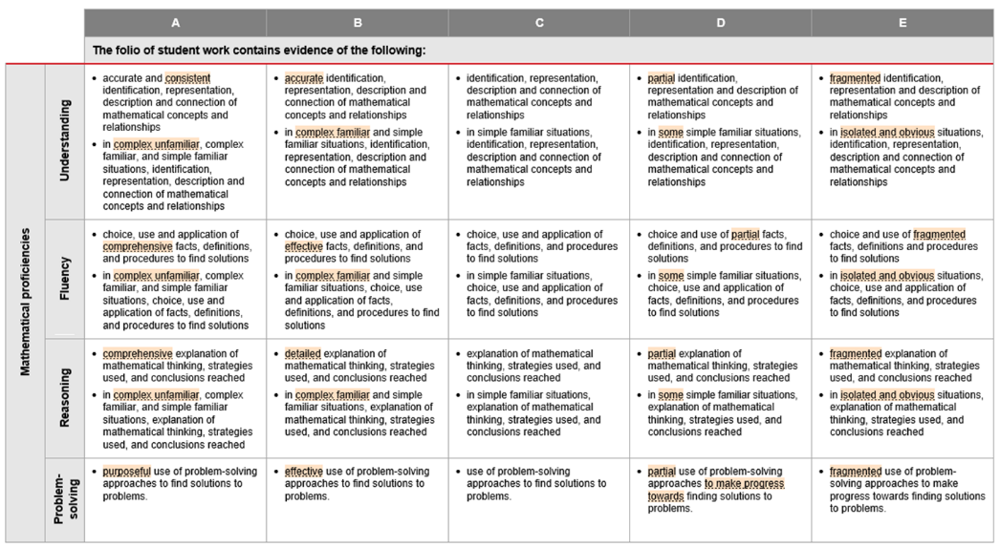 A B C D E
The folio of student work contains evidence of the following:
Mathematical proficiencies
Understanding
• accurate and consistent
identification, representation,
description and connection of
mathematical concepts and
relationships
• in complex unfamiliar, complex
familiar, and simple familiar
situations, identification,
representation, description and
connection of mathematical
concepts and relationships
• accurate identification,
representation, description and
connection of mathematical
concepts and relationships
• in complex familiar and simple
familiar situations, identification,
representation, description and
connection of mathematical
concepts and relationships
• identification, representation,
description and connection of
mathematical concepts and
relationships
• in simple familiar situations,
identification, representation,
description and connection of
mathematical concepts and
relationships
• partial identification,
representation and description of
mathematical concepts and
relationships
• in some simple familiar situations,
identification, representation,
description and connection of
mathematical concepts and
relationships
• fragmented identification,
representation and description of
mathematical concepts and
relationships
• in isolated and obvious situations,
identification, representation,
description and connection of
mathematical concepts and
relationships
Fluency
• choice, use and application of
comprehensive facts, definitions,
and procedures to find solutions
• in complex unfamiliar, complex
familiar, and simple familiar
situations, choice, use and
application of facts, definitions,
and procedures to find solutions
• choice, use and application of
effective facts, definitions, and
procedures to find solutions
• in complex familiar and simple
familiar situations, choice, use
and application of facts,
definitions, and procedures to find
solutions
• choice, use and application of
facts, definitions, and procedures
to find solutions
• in simple familiar situations,
choice, use and application of
facts, definitions, and procedures
to find solutions
• choice and use of partial facts,
definitions, and procedures to find
solutions
• in some simple familiar situations,
choice, use and application of
facts, definitions, and procedures
to find solutions
• choice and use of fragmented
facts, definitions and procedures
to find solutions
• in isolated and obvious situations,
choice, use and application of
facts, definitions, and procedures
to find solutions
Reasoning
• comprehensive explanation of
mathematical thinking, strategies
used, and conclusions reached
• in complex unfamiliar, complex
familiar, and simple familiar
situations, explanation of
mathematical thinking, strategies
used, and conclusions reached
• detailed explanation of
mathematical thinking, strategies
used, and conclusions reached
• in complex familiar and simple
familiar situations, explanation of
mathematical thinking, strategies
used, and conclusions reached
• explanation of mathematical
thinking, strategies used, and
conclusions reached
• in simple familiar situations,
explanation of mathematical
thinking, strategies used, and
conclusions reached
• partial explanation of
mathematical thinking, strategies
used, and conclusions reached
• in some simple familiar situations,
explanation of mathematical
thinking, strategies used, and
conclusions reached
• fragmented explanation of
mathematical thinking, strategies
used, and conclusions reached
• in isolated and obvious situations,
explanation of mathematical
thinking, strategies used, and
conclusions reached
Problem-
solving
• purposeful use of problem-solving
approaches to find solutions to
problems.
• effective use of problem-solving
approaches to find solutions to
problems.
• use of problem-solving
approaches to find solutions to
problems.
• partial use of problem-solving
approaches to make progress
towards finding solutions to
problems.
• fragmented use of problem-
solving approaches to make
progress towards finding solutions
to problems.